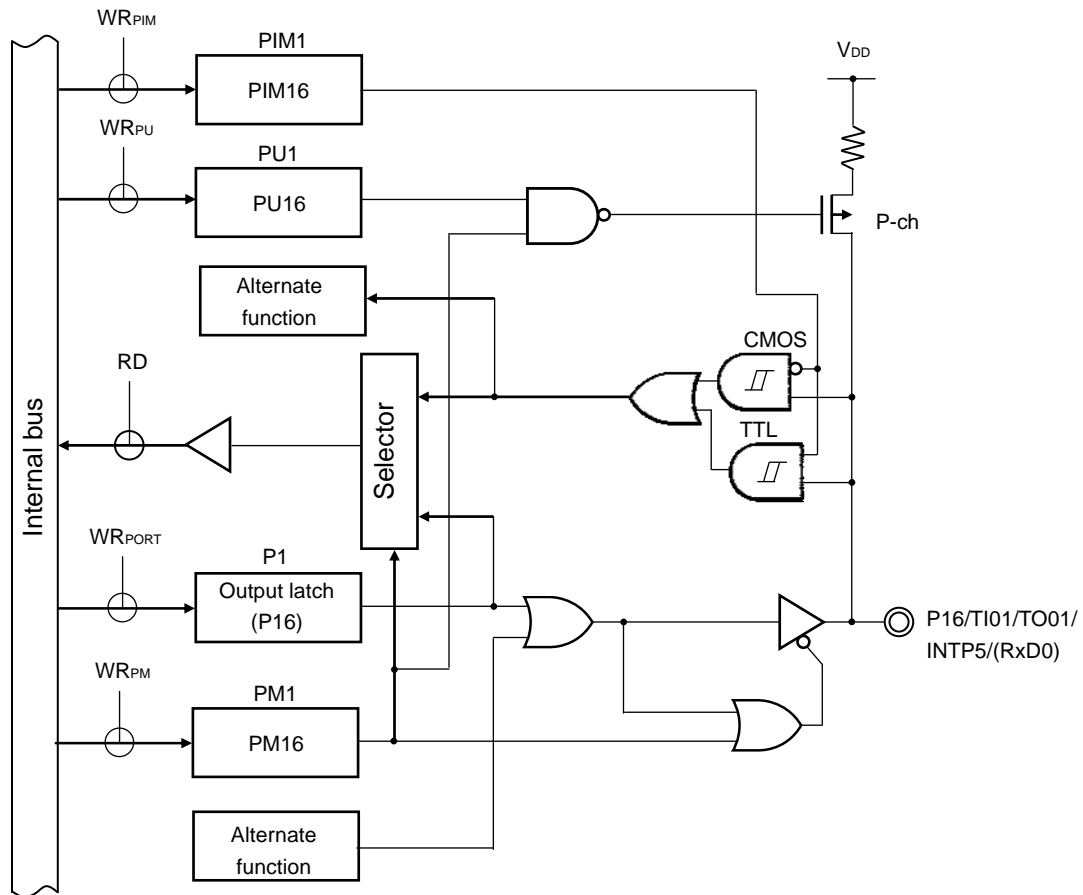 WRPIM
PIM1
PIM16
VDD
WRPU
PU1
PU16
P-ch
Alternate
function
CMOS
RD
Selector
TTL
Internal bus
WRPORT
P1
Output latch
(P16)
P16/TI01/TO01/
INTP5/(RxD0)
WRPM
PM1
PM16
Alternate
function